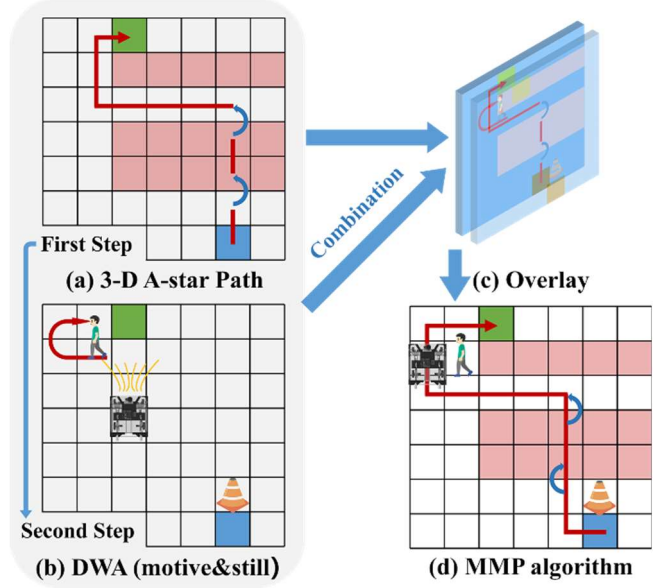 First Step
(a) 3-D A-star Path
Combination
(c) Overlay
Second Step
(b) DWA (motive&still)
(d) MMP algorithm